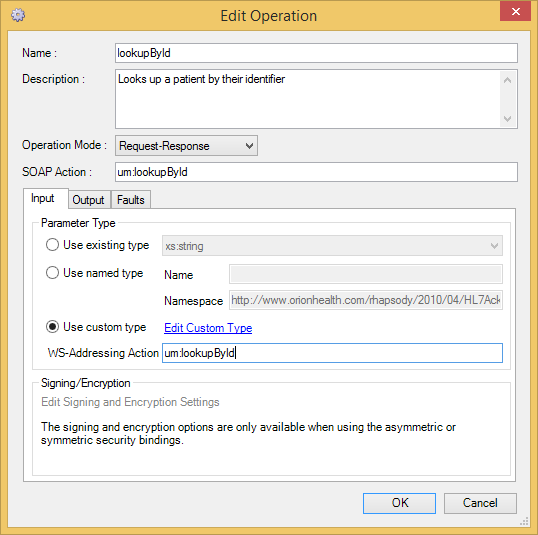 Edit Operation
Name :
lookupById
Description :
Looks up a patient by their identifier
Operation Mode :
Request-Response
SOAP Action :
um:lookupById
Input
Output
Faults
Parameter Type
Use existing type
xs:string
Use named type
Name
Namespace
http://www.orionhealth.com/rhapsody/2010/04/HL7Ack
Use custom type
Edit Custom Type
WS-Addressing Action
um:lookupById
Signing/Encryption
Edit Signing and Encryption Settings
The signing and encryption options are only available when using the asymmetric or
symmetric security bindings.
OK
Cancel